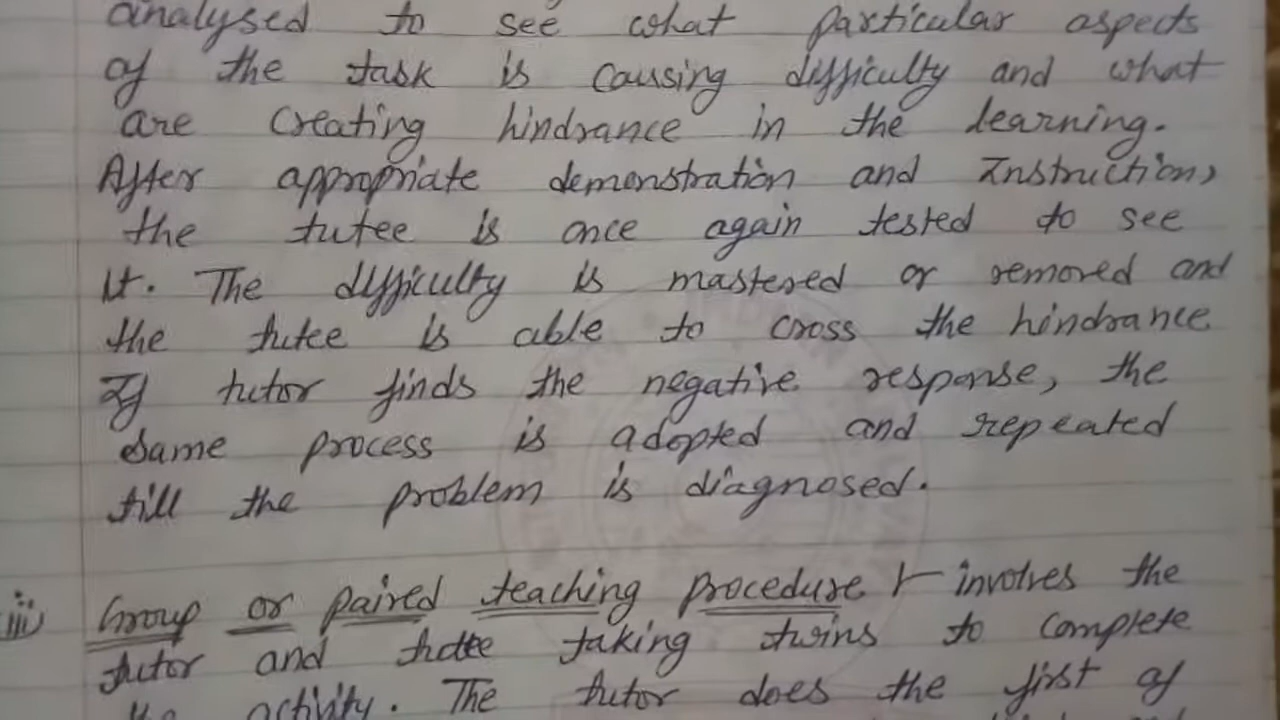 analysed to see what particular aspects
of the task is causing difficulty and what
are creating hindrance in the learning.
After appropriate demonstration and Instruction,
the tutee is once again tested to see
It. The difficulty is mastered or removed and
the tutee is able to cross the hindrance
If tutor finds the negative response, the
same process is adopted and repeated
till the problem is diagnosed.
iii) Group or paired teaching procedure :- involves the
tutor and tutee taking twins to complete
the activity. The tutor does the first of